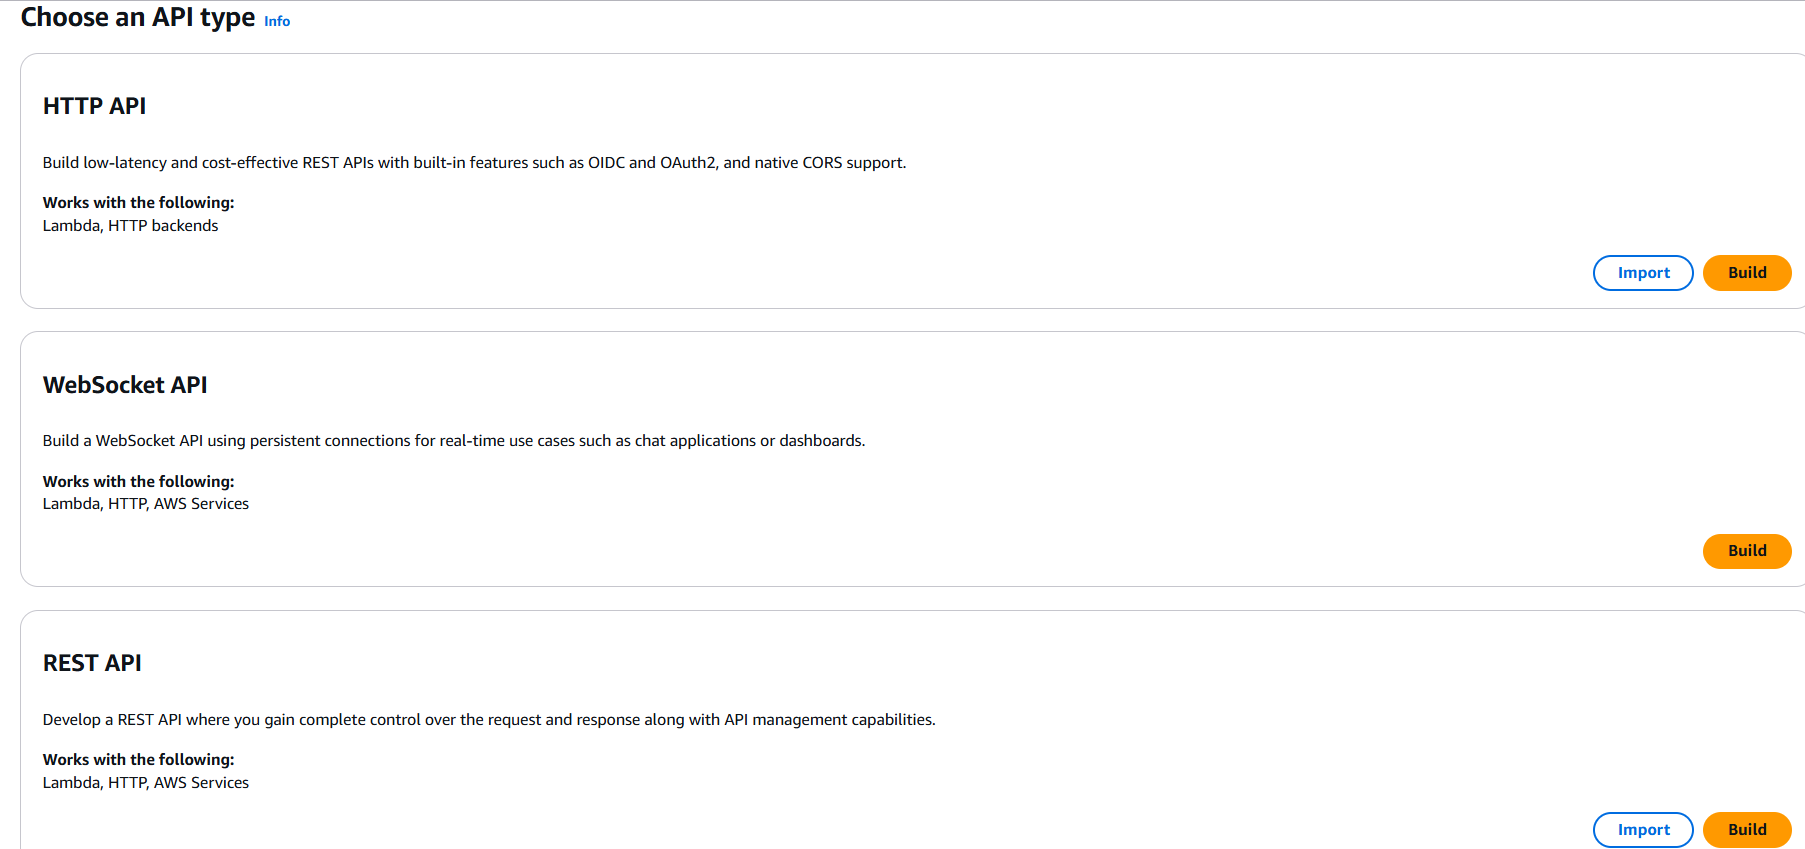 Choose an API type Info
HTTP API
Build low-latency and cost-effective REST APIs with built-in features such as OIDC and OAuth2, and native CORS support.
Works with the following:
Lambda, HTTP backends
Import Build
WebSocket API
Build a WebSocket API using persistent connections for real-time use cases such as chat applications or dashboards.
Works with the following:
Lambda, HTTP, AWS Services
Build
REST API
Develop a REST API where you gain complete control over the request and response along with API management capabilities.
Works with the following:
Lambda, HTTP, AWS Services
Import Build